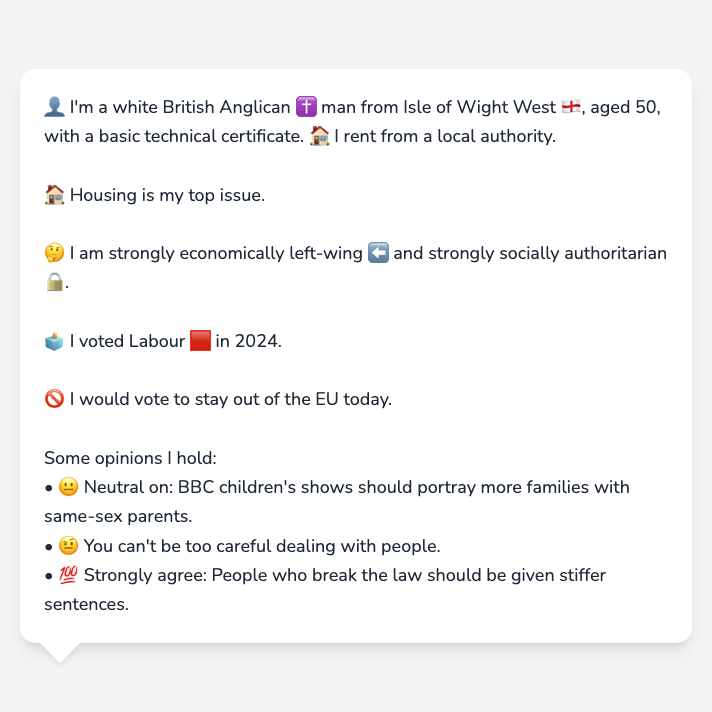 👤 I'm a white British Anglican ✝️ man from Isle of Wight West 🏴󠁧󠁢󠁥󠁮󠁧󠁿, aged 50,
with a basic technical certificate. 🏠 I rent from a local authority.
🏠 Housing is my top issue.
🤔 I am strongly economically left-wing ⬅️ and strongly socially authoritarian
🔒.
🗳️ I voted Labour 🟥 in 2024.
🚫 I would vote to stay out of the EU today.
Some opinions I hold:
• 😐 Neutral on: BBC children's shows should portray more families with
same-sex parents.
• 🤨 You can't be too careful dealing with people.
• 💯 Strongly agree: People who break the law should be given stiffer
sentences.